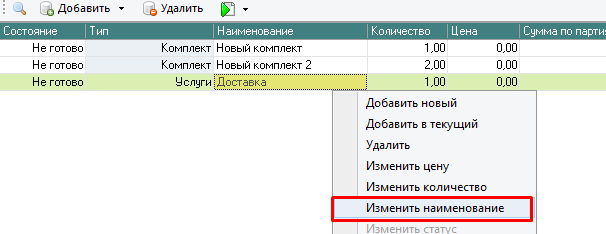 Добавить Удалить
Состояние Тип Наименование Количество Цена Сумма по парти
Не готово Комплект Новый комплект 1,00 0,00
Не готово Комплект Новый комплект 2 2,00 0,00
Не готово Услуги Доставка 1,00 0,00
Добавить новый
Добавить в текущий
Удалить
Изменить цену
Изменить количество
Изменить наименование
Изменить статус